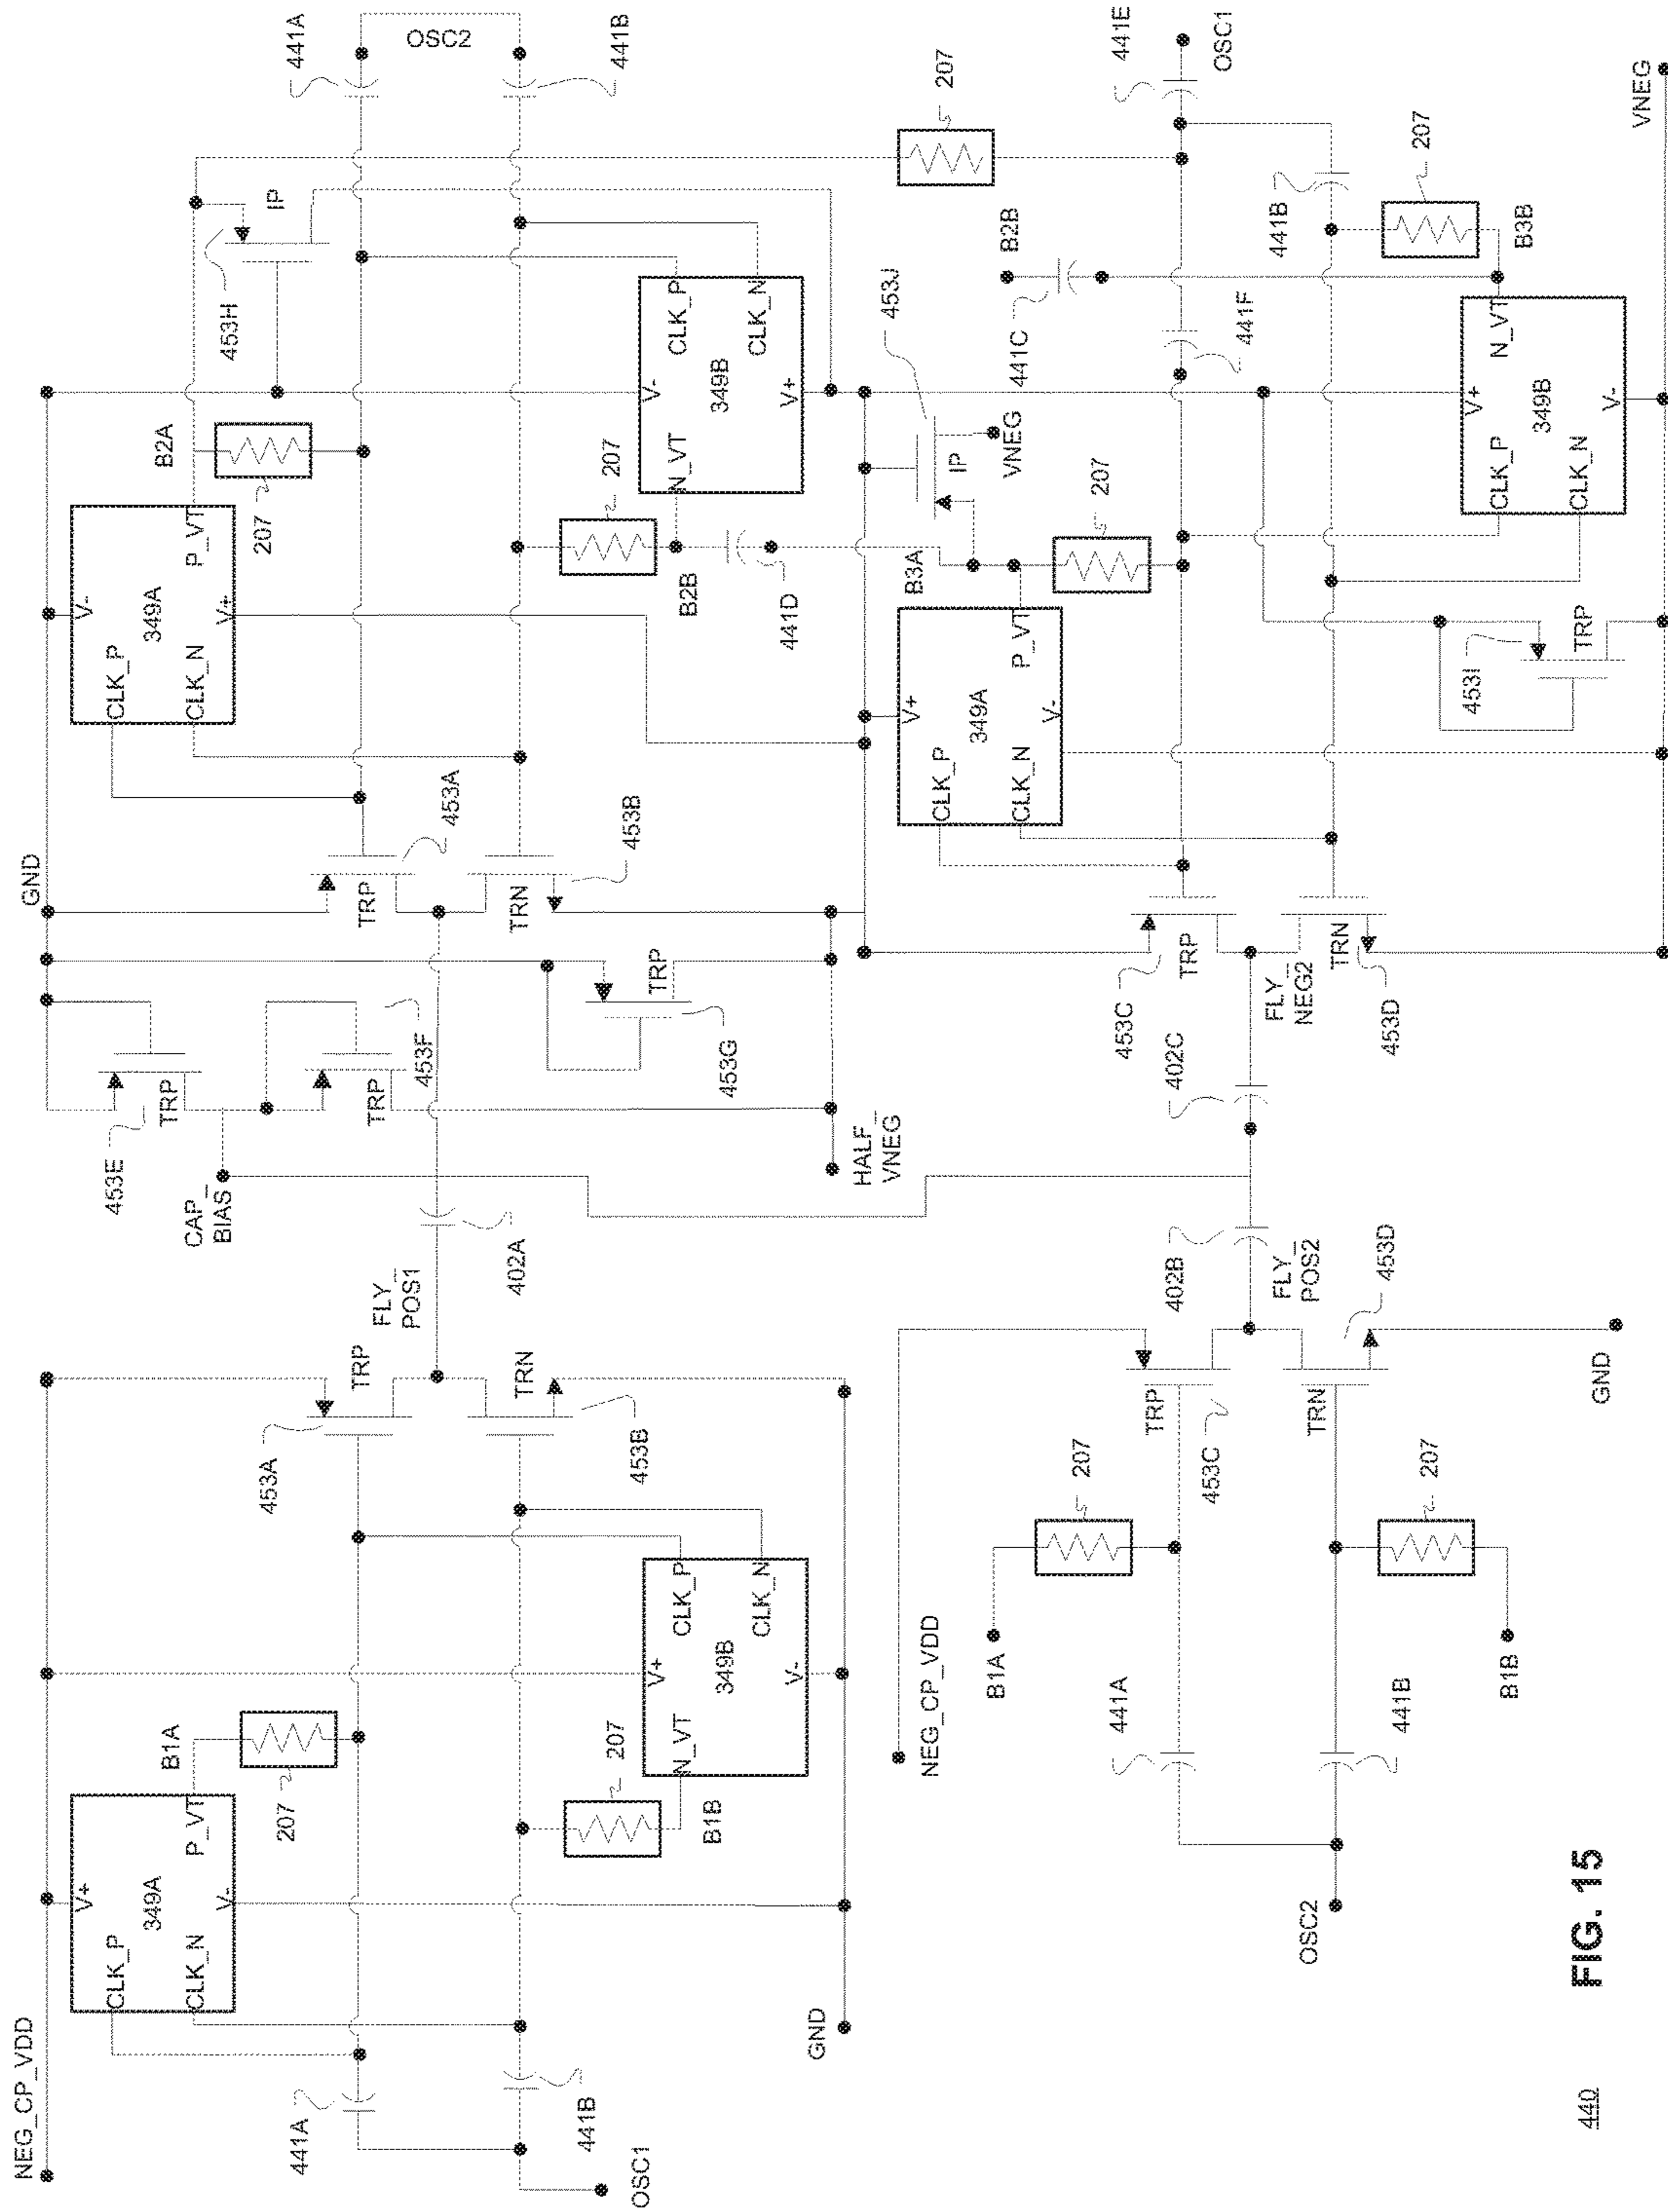 NEG_CP_VDD
V+
CLK_P
349A
P_VT
CLK_N
V-
B1A
207
441A
441B
OSC1
V+
CLK_P
349B
N_VT
CLK_N
V-
207
B1B
453A
TRP
TRN
453B
GND
FLY_
POS1
402A
GND
453E
TRP
CAP_
BIAS
TRP
453F
TRP
453G
HALF_
VNEG
453A
TRP
TRN
453B
V-
CLK_P
349A
P_VT
CLK_N
V+
B2A
207
453H
IP
441A
OSC2
441B
V-
CLK_P
N_VT
349B
CLK_N
V+
207
B2B
441D
NEG_CP_VDD
B1A
207
441A
TRP
453C
OSC2
441B
TRN
453D
207
B1B
GND
FLY_
POS2
402B
402C
FLY_
NEG2
453C
TRP
TRN
453D
V+
CLK_P
349A
P_VT
CLK_N
V-
B3A
207
453J
IP
VNEG
B2B
441C
207
441E
OSC1
441F
441B
207
B3B
V+
CLK_P
349B
N_VT
CLK_N
V-
453I
TRP
VNEG
440
FIG. 15